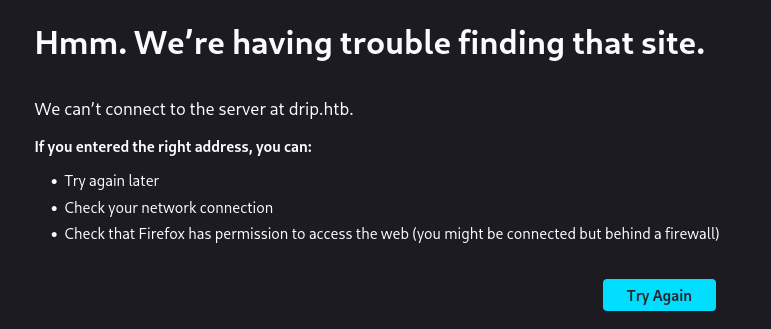 Hmm. We’re having trouble finding that site.
We can’t connect to the server at drip.htb.
If you entered the right address, you can:
• Try again later
• Check your network connection
• Check that Firefox has permission to access the web (you might be connected but behind a firewall)
Try Again